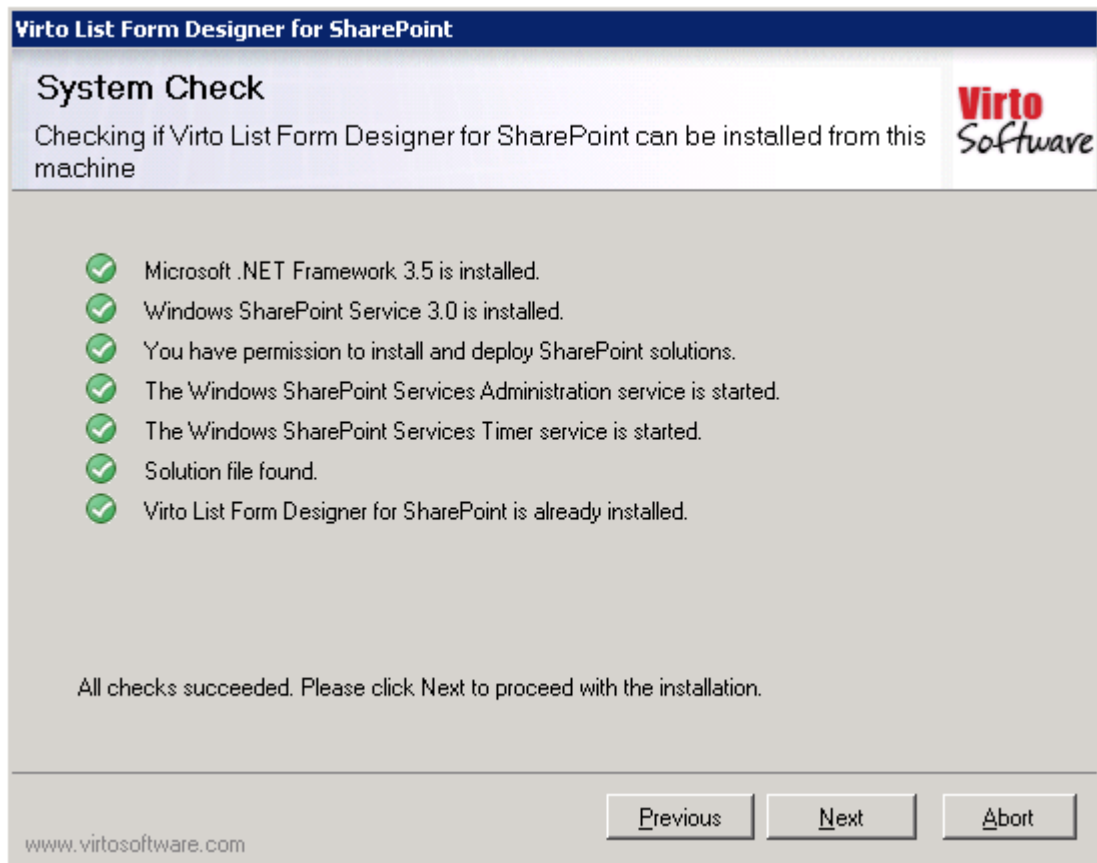 Virto List Form Designer for SharePoint
System Check
Checking if Virto List Form Designer for SharePoint can be installed from this
machine
Virto
Software
Microsoft .NET Framework 3.5 is installed.
Windows SharePoint Service 3.0 is installed.
You have permission to install and deploy SharePoint solutions.
The Windows SharePoint Services Administration service is started.
The Windows SharePoint Services Timer service is started.
Solution file found.
Virto List Form Designer for SharePoint is already installed.
All checks succeeded. Please click Next to proceed with the installation.
Previous Next Abort
www.virtosoftware.com